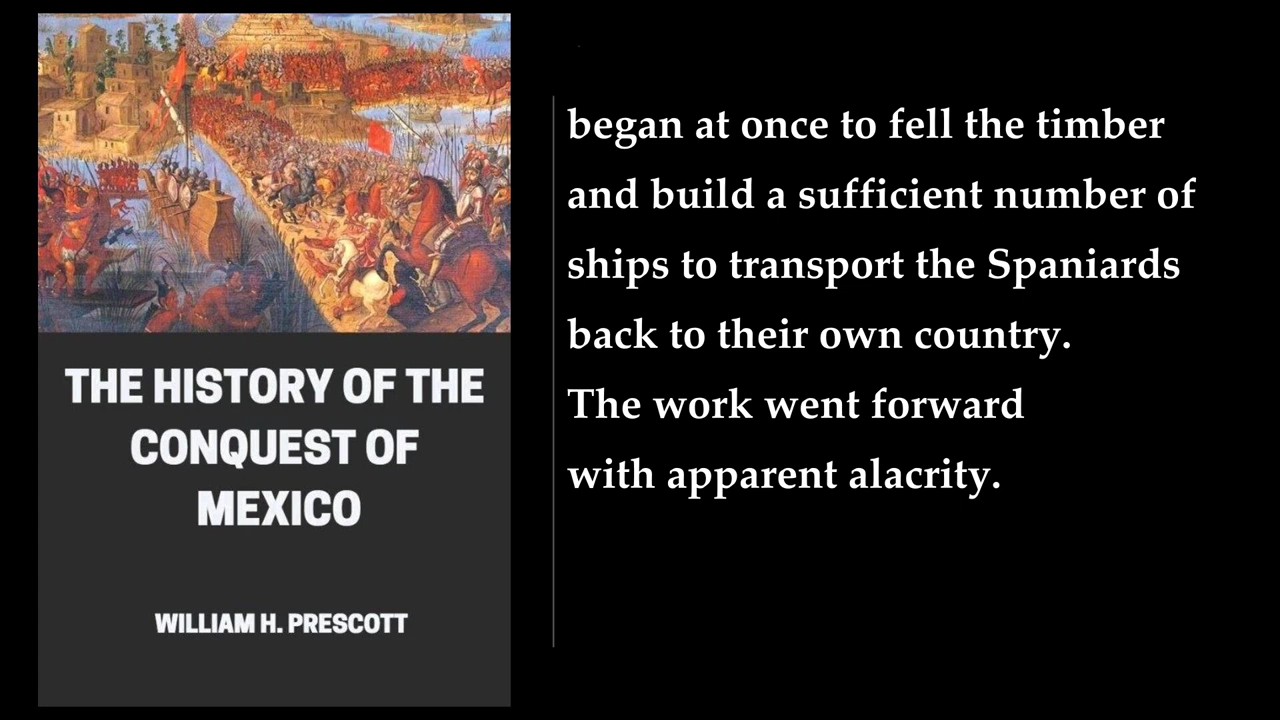 THE HISTORY OF THE
CONQUEST OF
MEXICO
WILLIAM H. PRESCOTT
began at once to fell the timber
and build a sufficient number of
ships to transport the Spaniards
back to their own country.
The work went forward
with apparent alacrity.